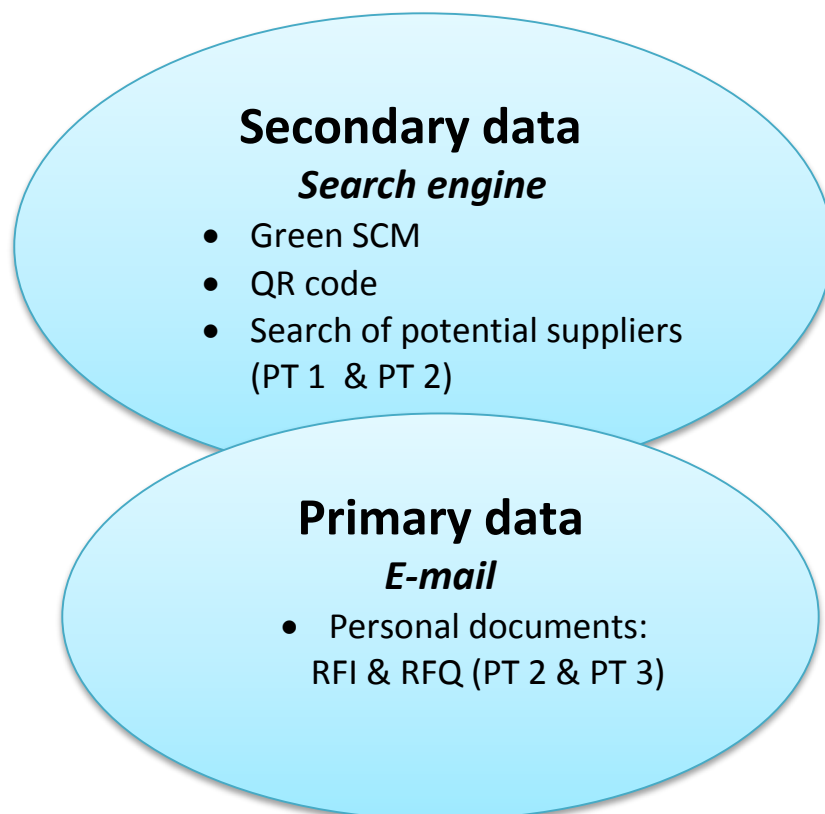 Secondary data
Search engine
• Green SCM
• QR code
• Search of potential suppliers
(PT 1 & PT 2)
Primary data
E-mail
• Personal documents:
RFI & RFQ (PT 2 & PT 3)